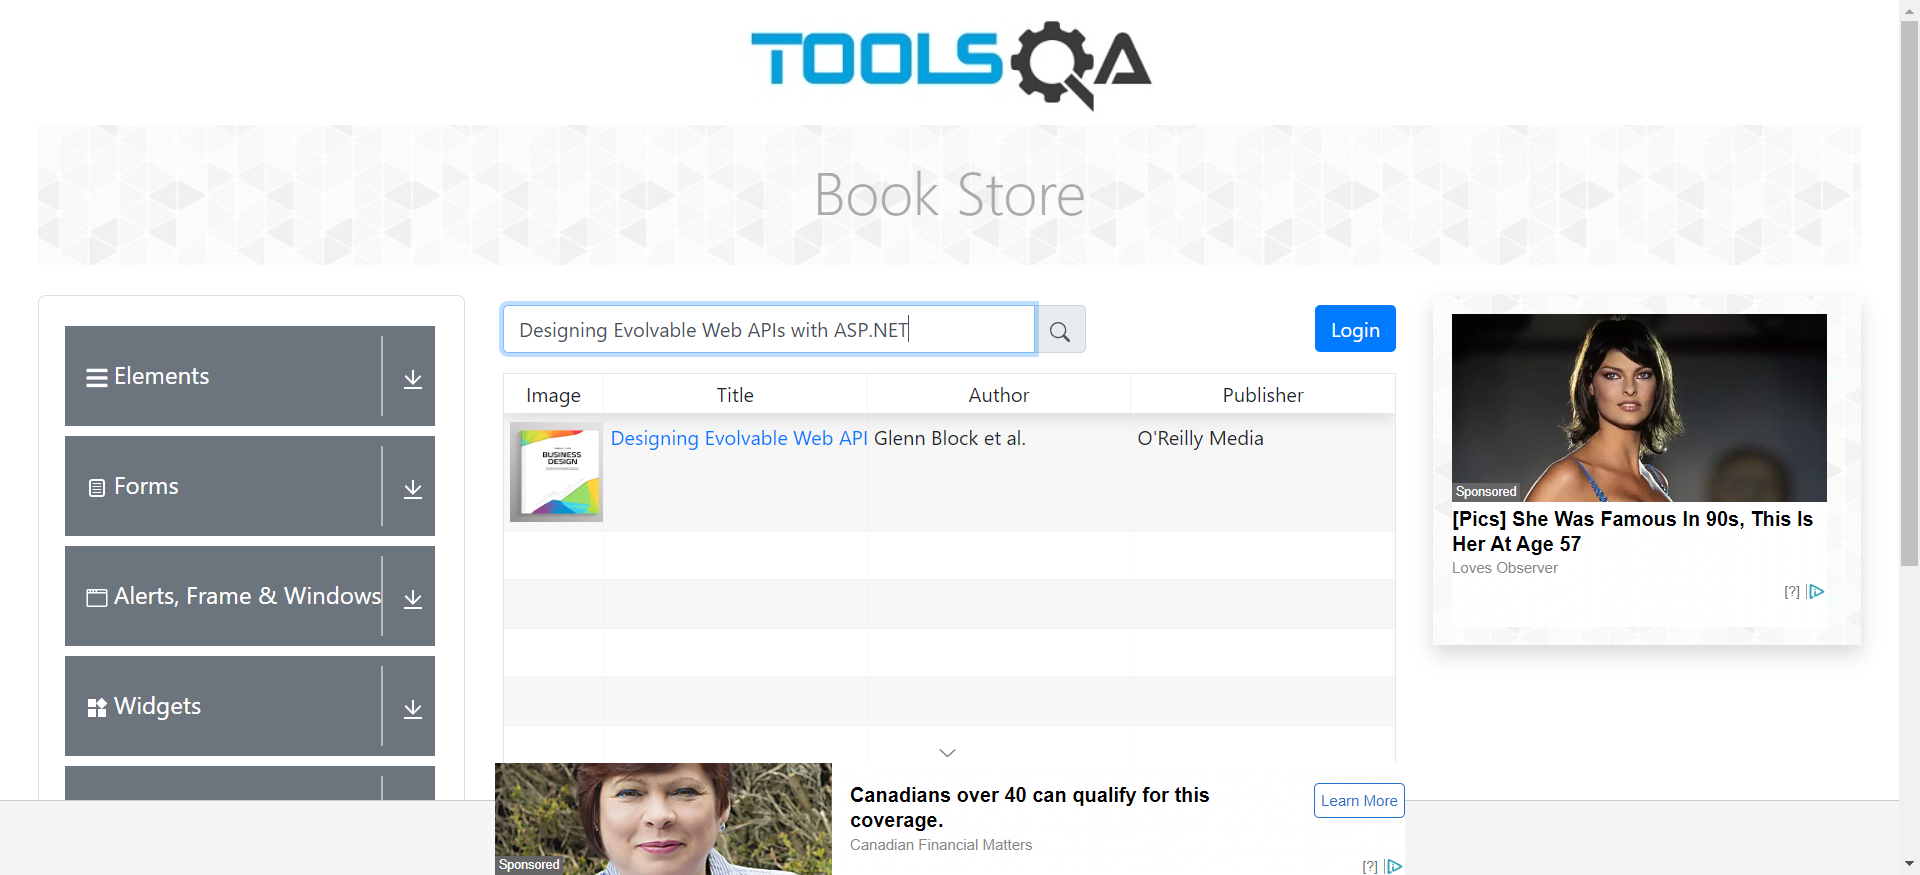 TOOLSQA
Book Store
Elements
Forms
Alerts, Frame & Windows
Widgets
Designing Evolvable Web APIs with ASP.NET
Login
Image Title Author Publisher
BUSINESS
DESIGN
Designing Evolvable Web API Glenn Block et al. O'Reilly Media
Sponsored
[Pics] She Was Famous In 90s, This Is
Her At Age 57
Loves Observer
[?]
Sponsored
Canadians over 40 can qualify for this
coverage.
Canadian Financial Matters
Learn More
[?]